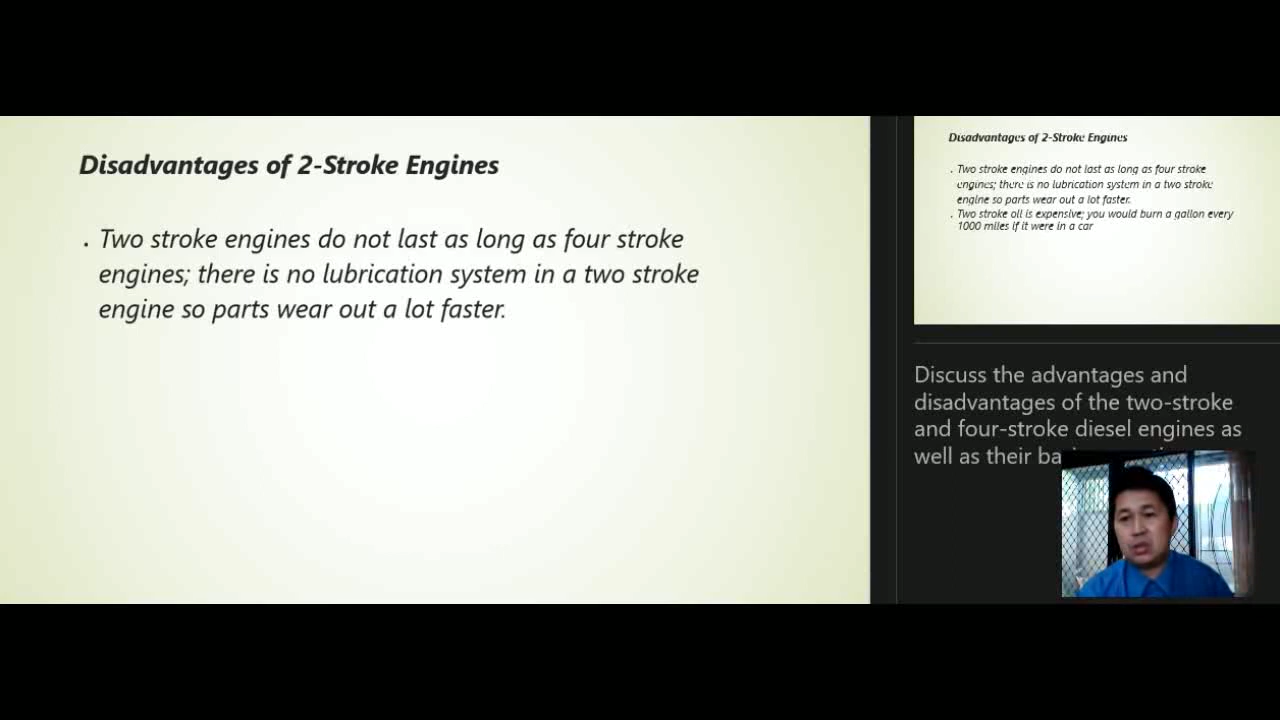 Disadvantages of 2-Stroke Engines
. Two stroke engines do not last as long as four stroke
engines; there is no lubrication system in a two stroke
engine so parts wear out a lot faster.
Disadvantages of 2-Stroke Engines
. Two stroke engines do not last as long as four stroke
engines; there is no lubrication system in a two stroke
engine so parts wear out a lot faster.
. Two stroke oil is expensive; you would burn a gallon every
1000 miles if it were in a car
Discuss the advantages and
disadvantages of the two-stroke
and four-stroke diesel engines as
well as their